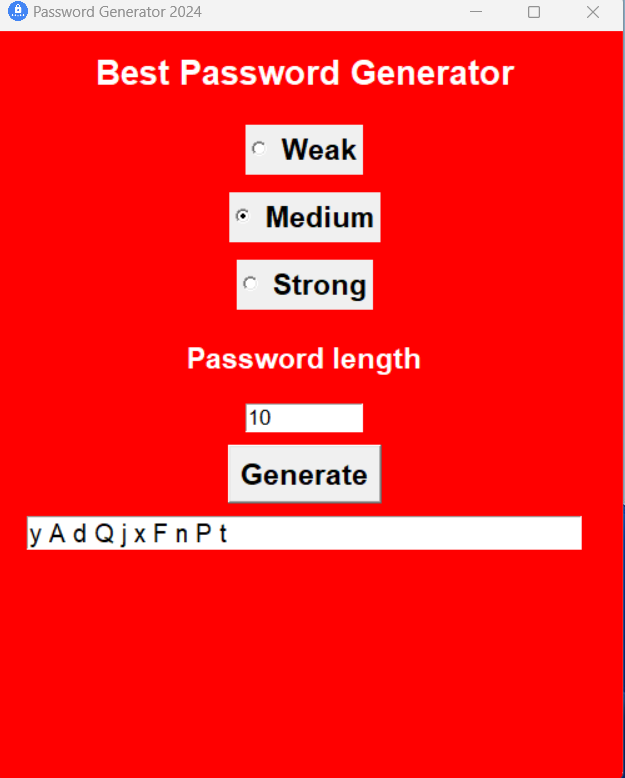 Password Generator 2024
Best Password Generator
Weak
Medium
Strong
Password length
10
Generate
y A d Q j x F n P t